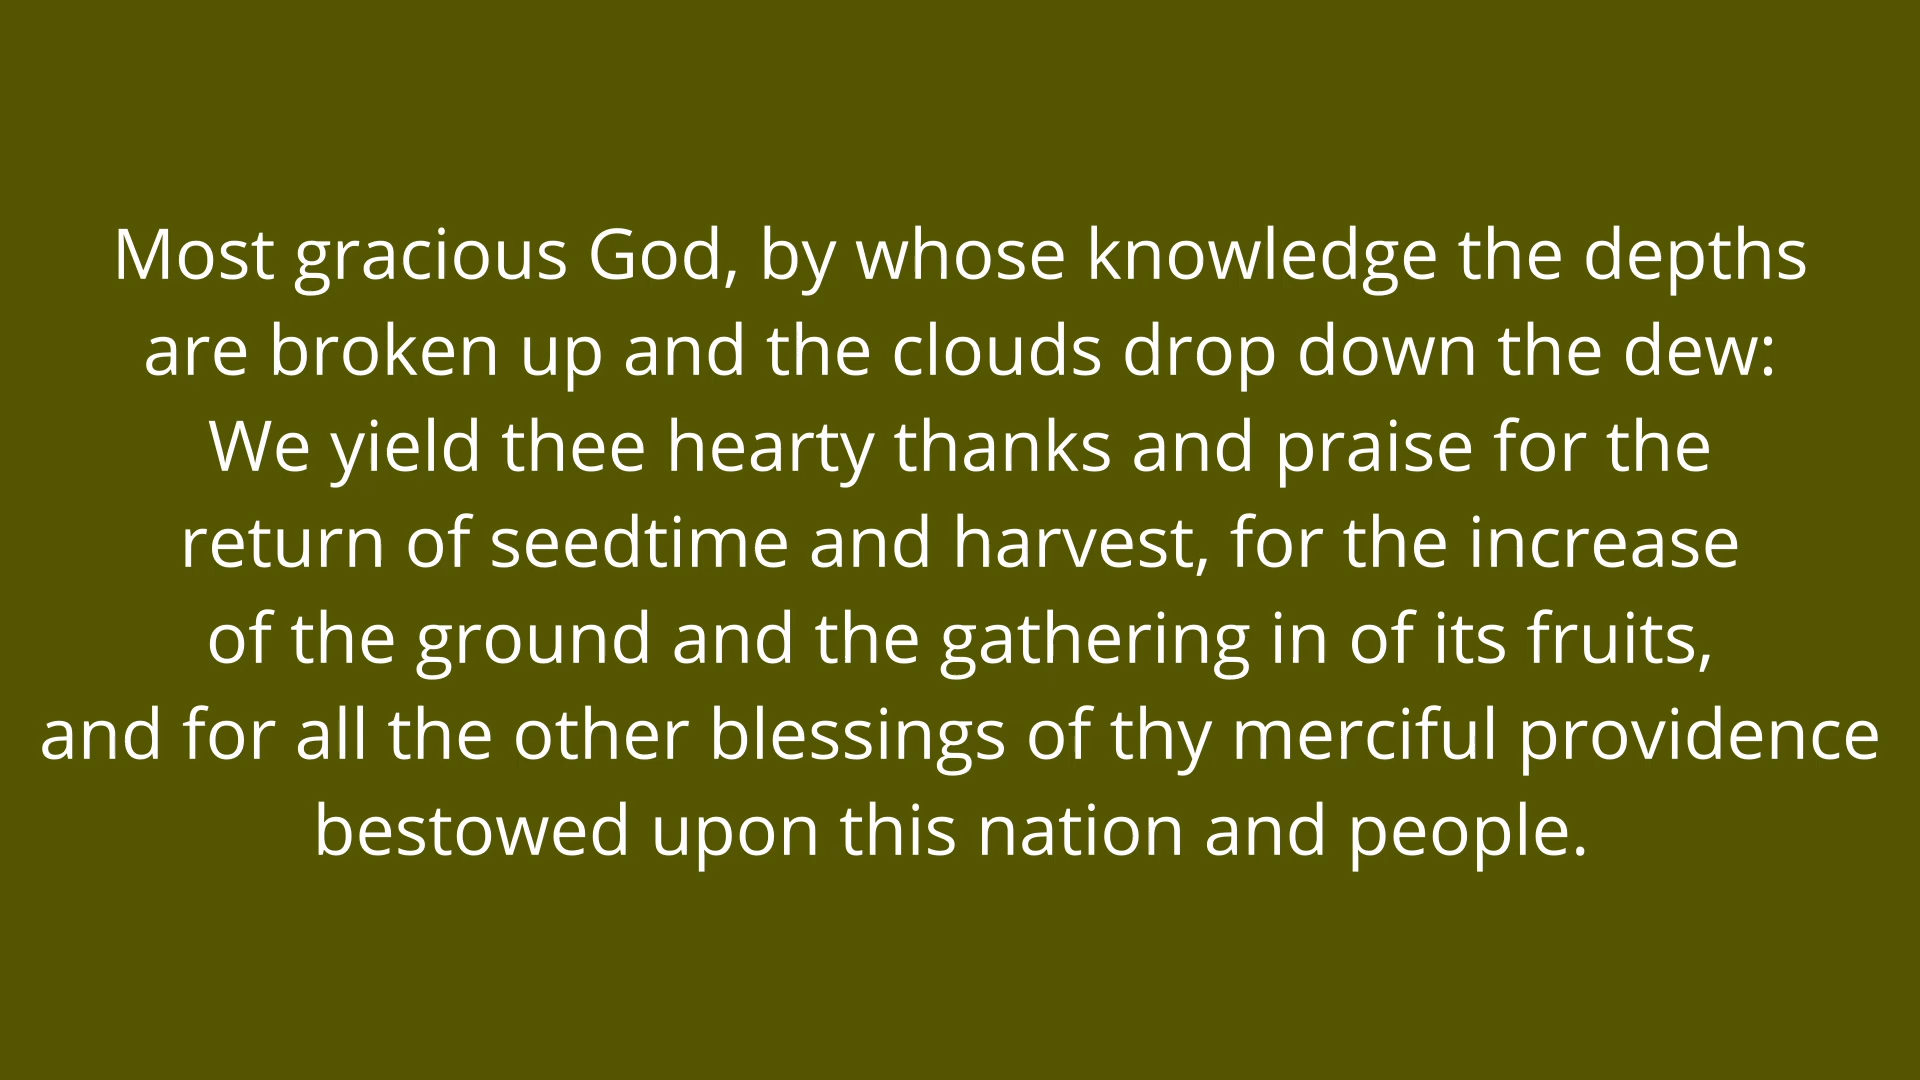 Most gracious God, by whose knowledge the depths
are broken up and the clouds drop down the dew:
We yield thee hearty thanks and praise for the
return of seedtime and harvest, for the increase
of the ground and the gathering in of its fruits,
and for all the other blessings of thy merciful providence
bestowed upon this nation and people.